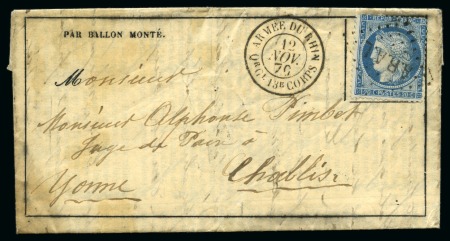 PAR BALLON MONTÉ.
ARMÉE DU RHIN
12
NOV.
70
13E CORPS
Monsieur
Monsieur Alphonse Pimbet
Juge de Paix à
Yonne Chablis